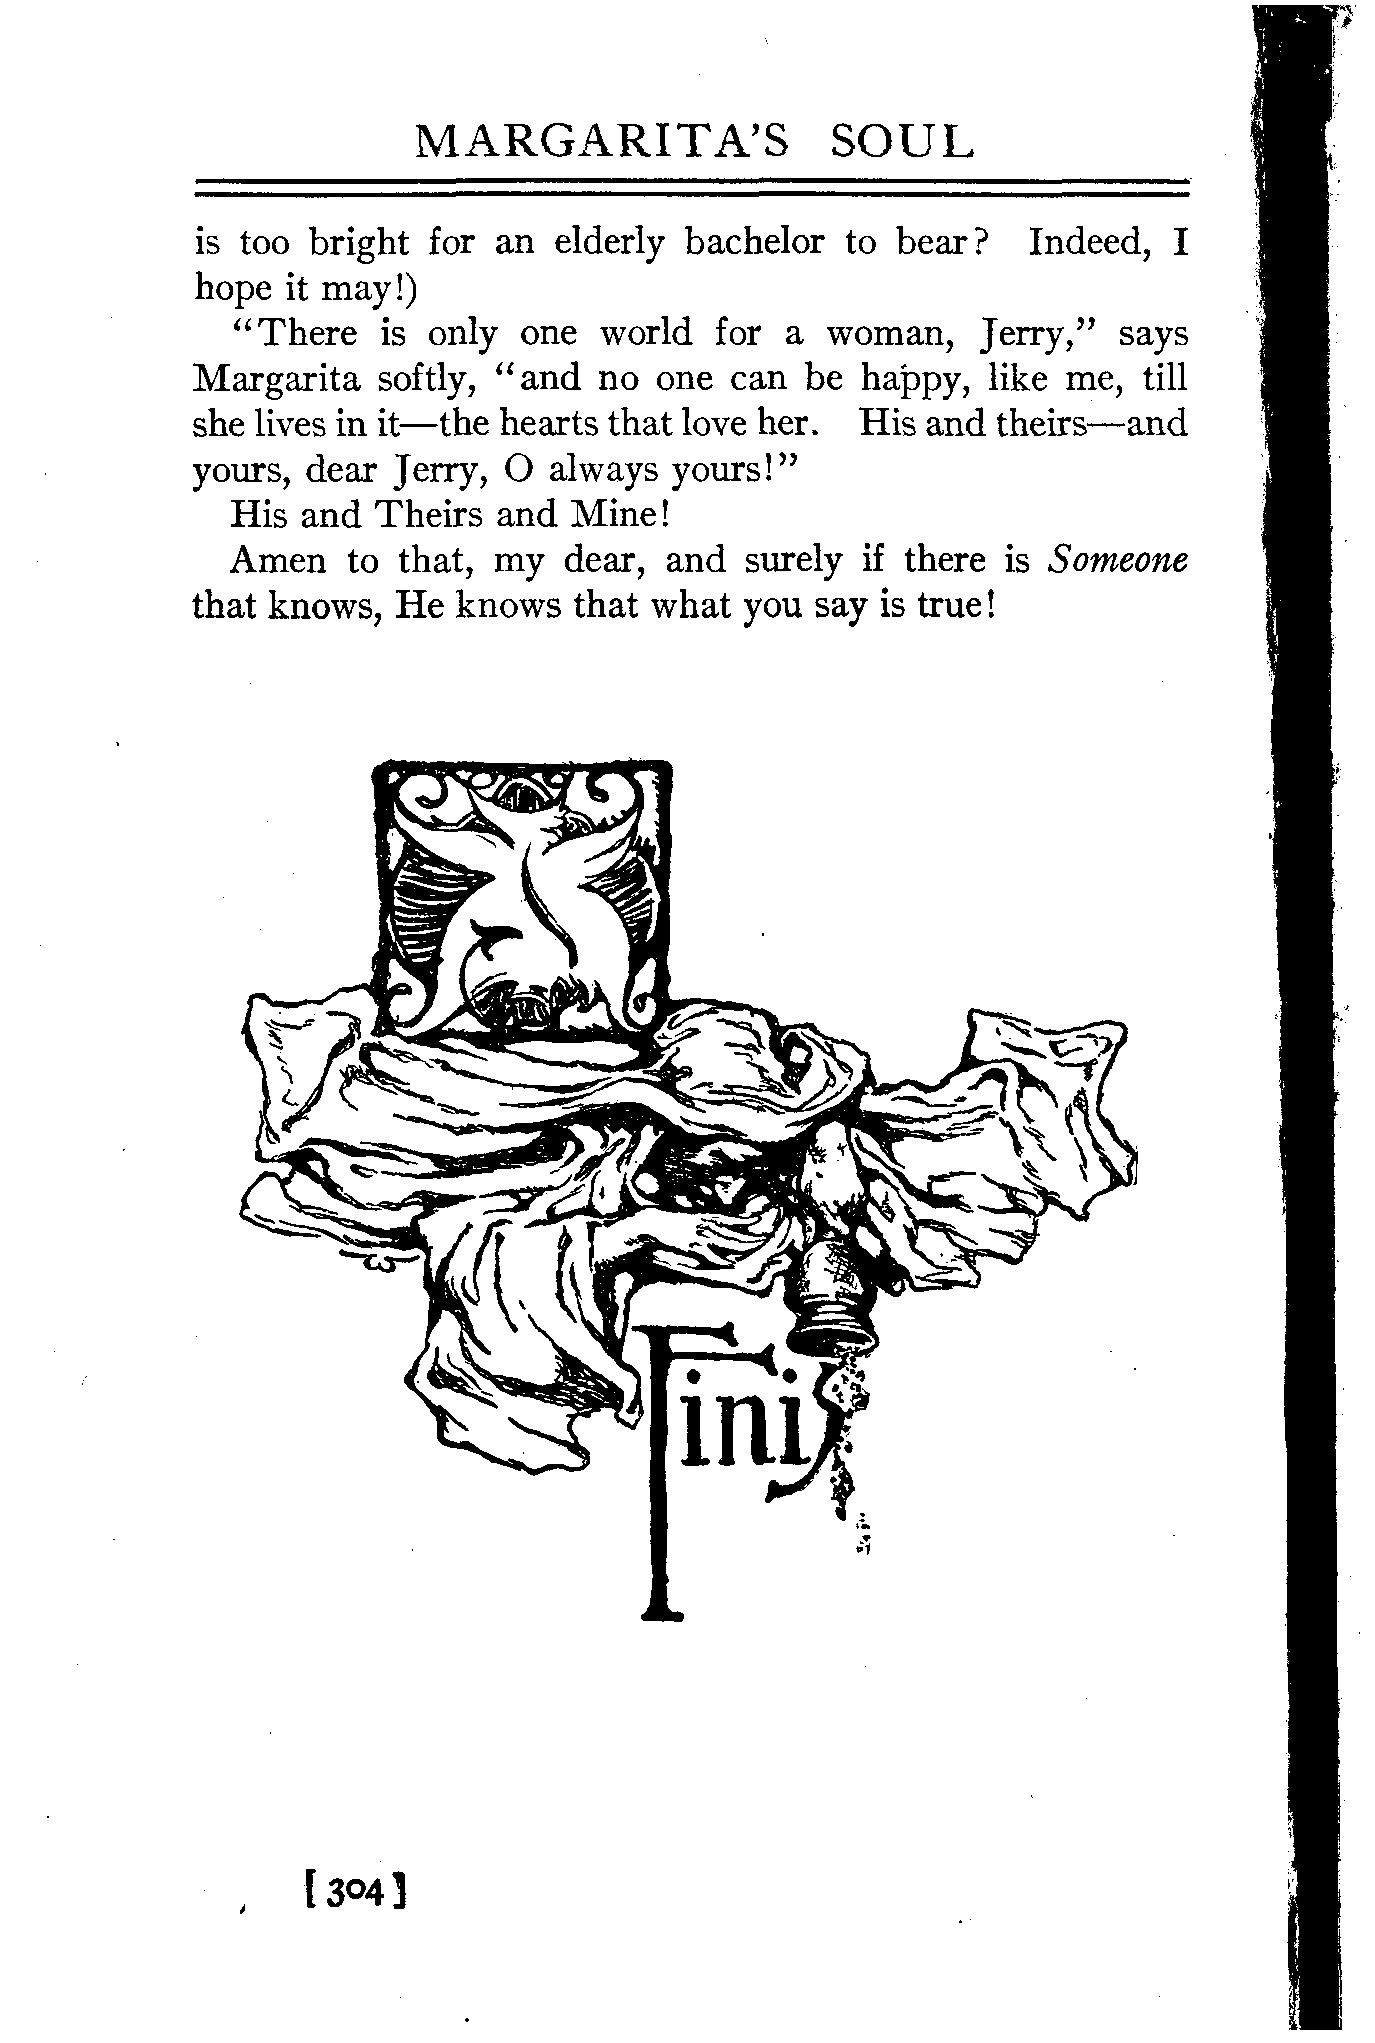 MARGARITA'S SOUL
is too bright for an elderly bachelor to bear? Indeed, I
hope it may!)
"There is only one world for a woman, Jerry," says
Margarita softly, "and no one can be happy, like me, till
she lives in it—the hearts that love her. His and theirs—and
yours, dear Jerry, O always yours!"
His and Theirs and Mine!
Amen to that, my dear, and surely if there is Someone
that knows, He knows that what you say is true!
Finis
[304]